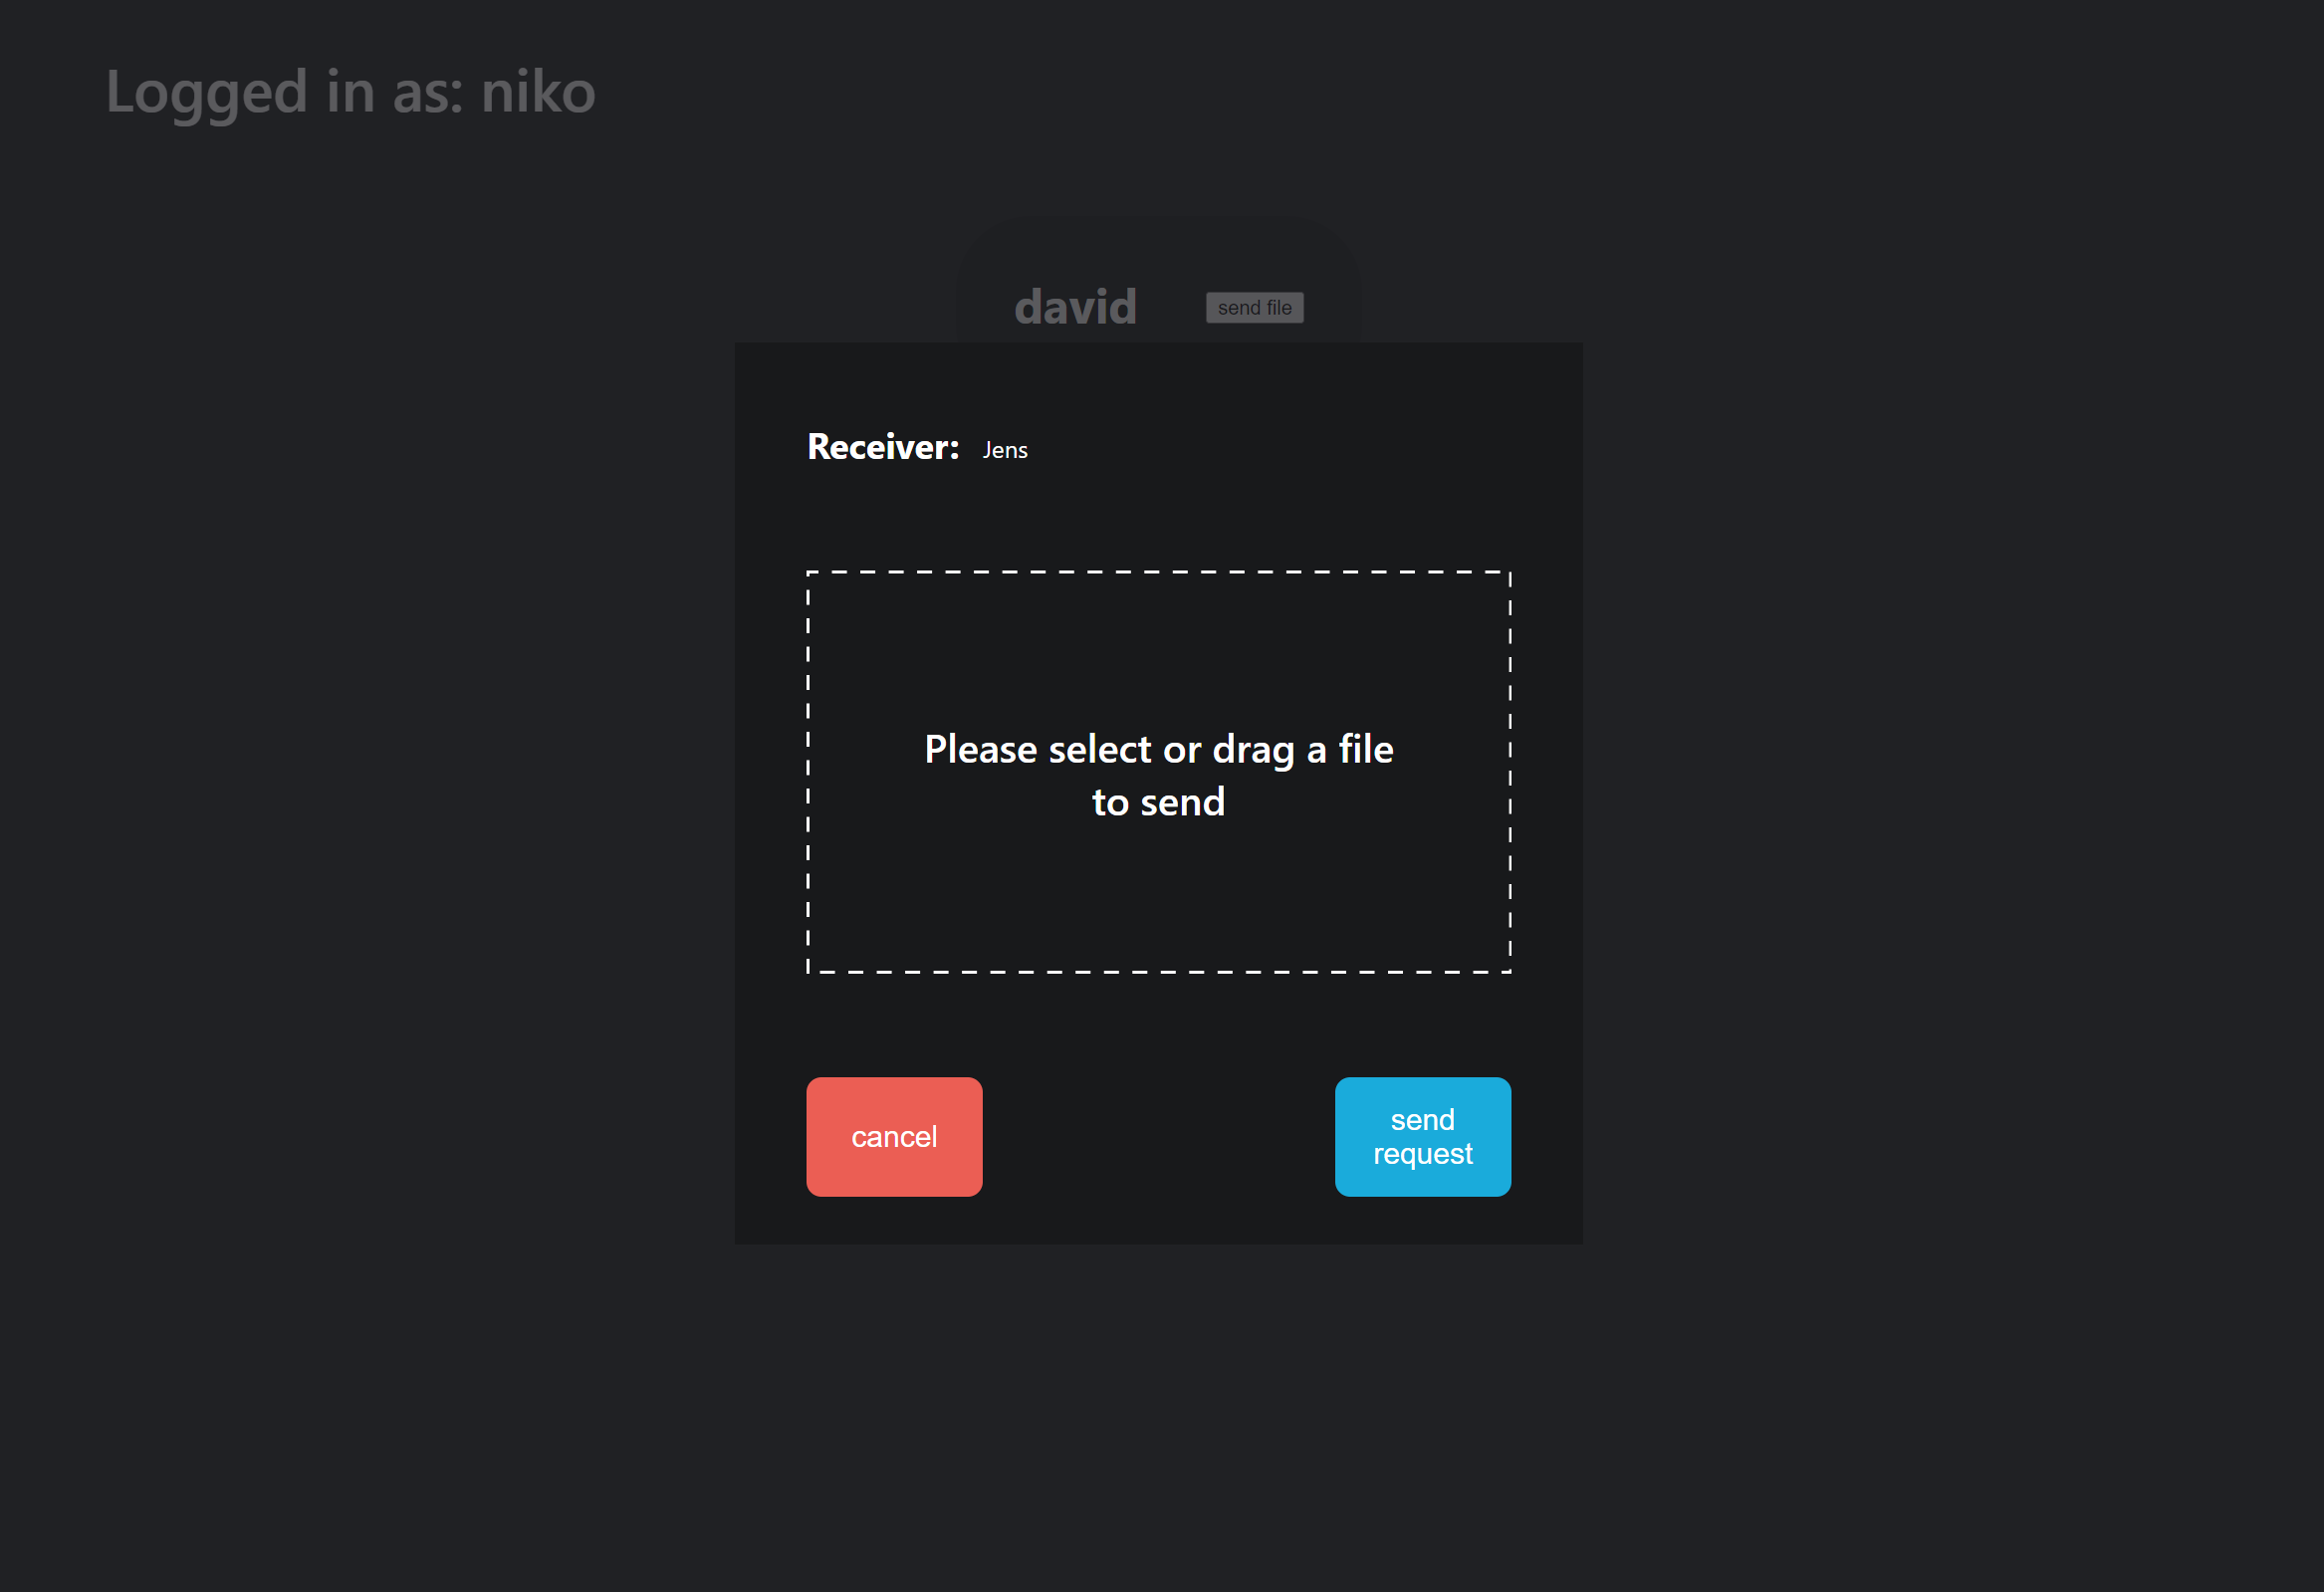 Logged in as: niko
david
send file
Receiver: Jens
Please select or drag a file
to send
cancel
send
request